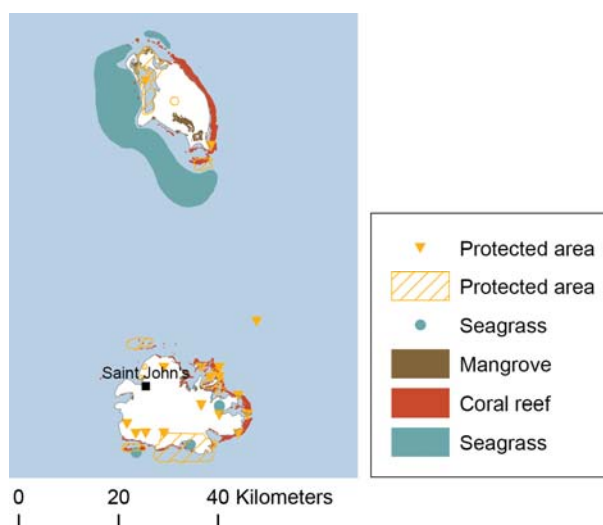 Saint John's
Protected area
Protected area
Seagrass
Mangrove
Coral reef
Seagrass
0 20 40 Kilometers